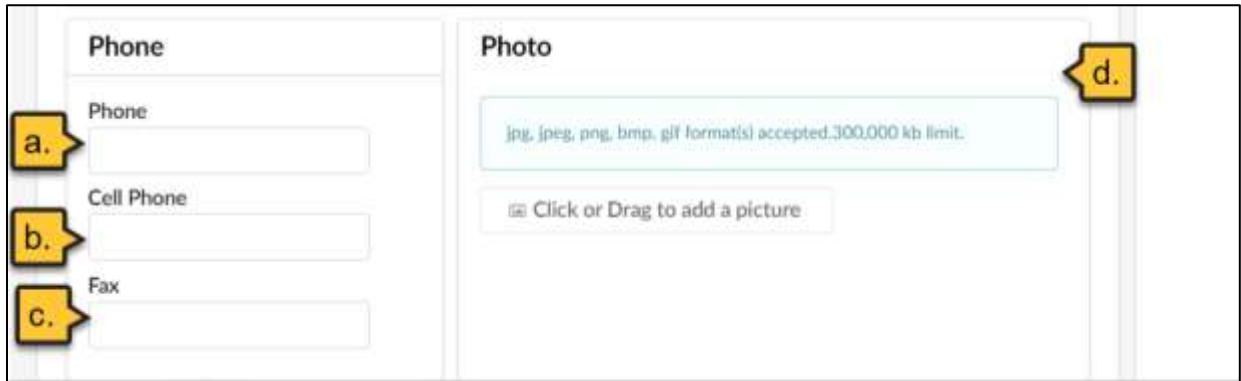 Phone
Photo
d.
Phone
a.
jpg, jpeg, png, bmp, gif format(s) accepted.300,000 kb limit.
Cell Phone
Click or Drag to add a picture
b.
Fax
c.